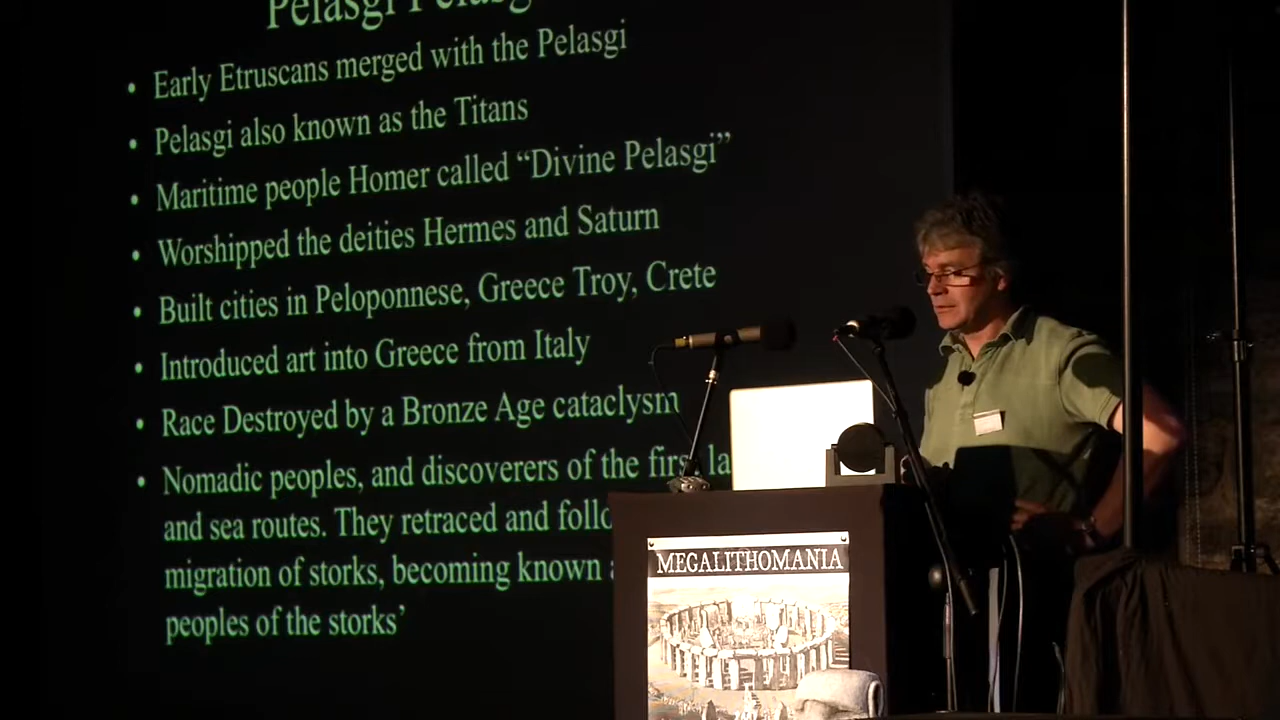 Pelasgi
• Early Etruscans merged with the Pelasgi
• Pelasgi also known as the Titans
• Maritime people Homer called “Divine Pelasgi”
• Worshipped the deities Hermes and Saturn
• Built cities in Peloponnese, Greece Troy, Crete
• Introduced art into Greece from Italy
• Race Destroyed by a Bronze Age cataclysm
• Nomadic peoples, and discoverers of the first
and sea routes. They retraced and
migration of storks, becoming known
peoples of the storks’
MEGALITHOMANIA